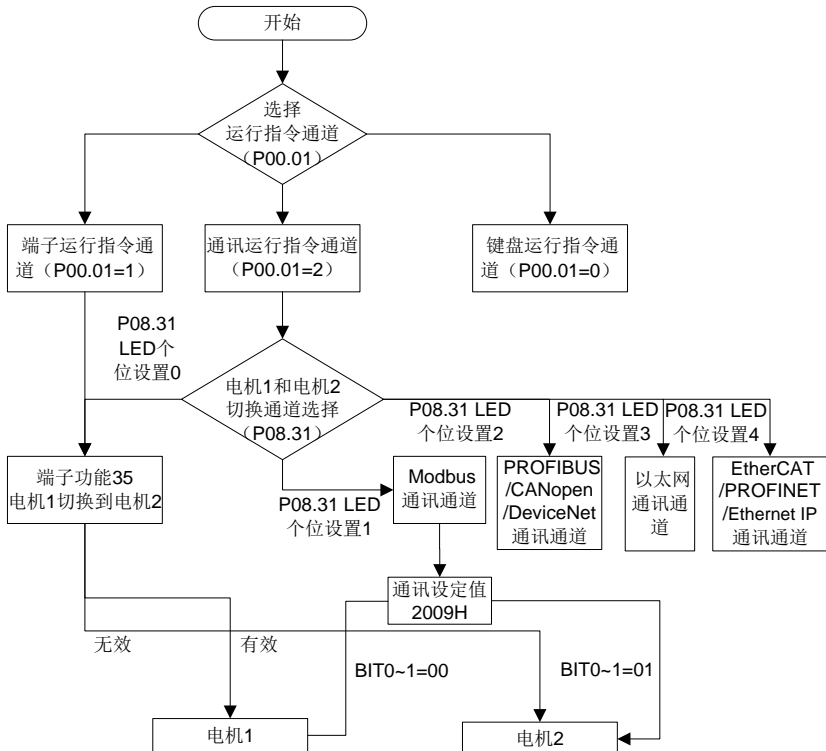 开始
选择
运行指令通道
（P00.01）
端子运行指令通
道（P00.01=1）
通讯运行指令通道
（P00.01=2）
键盘运行指令通
道（P00.01=0）
P08.31
LED个
位设置0
电机1和电机2
切换通道选择
（P08.31）
P08.31 LED
个位设置2
P08.31 LED
个位设置3
P08.31 LED
个位设置4
端子功能35
电机1切换到电机2
P08.31 LED
个位设置1
Modbus
通讯通道
PROFIBUS
/CANopen
/DeviceNet
通讯通道
以太网
通讯通
道
EtherCAT
/PROFINET
/Ethernet IP
通讯通道
通讯设定值
2009H
无效
有效
BIT0~1=00
BIT0~1=01
电机1
电机2